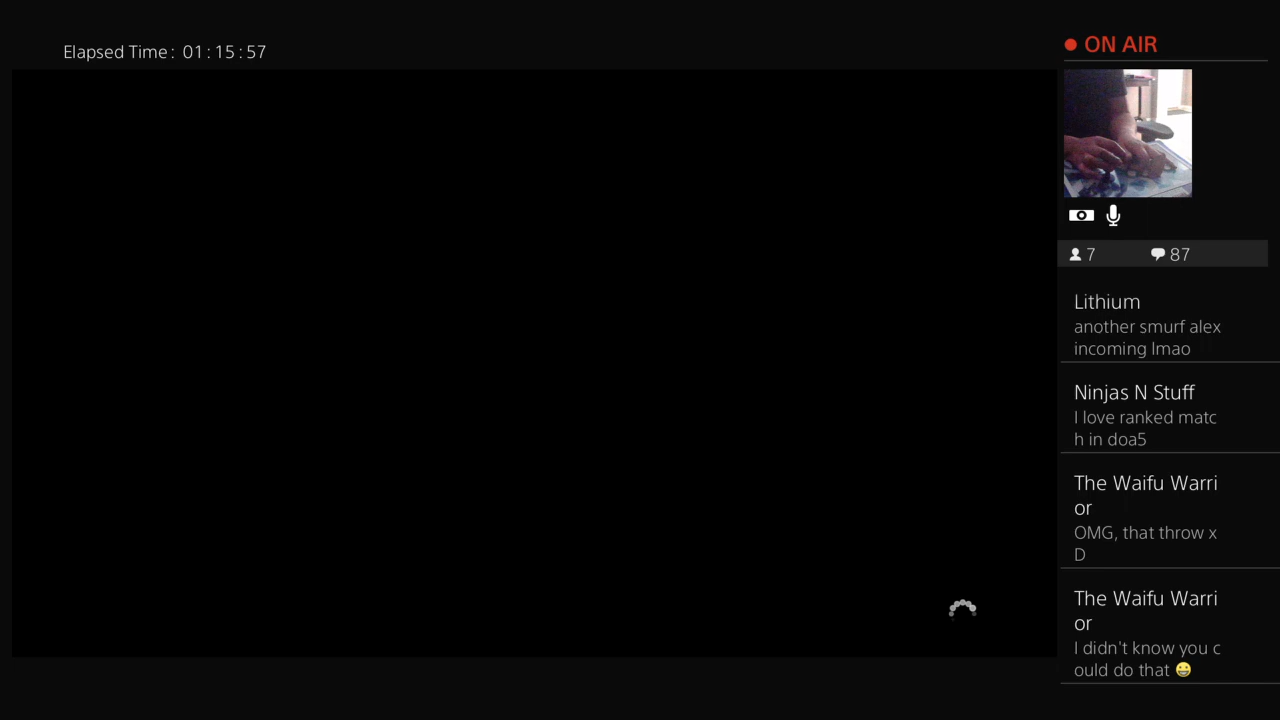 Elapsed Time: 01:15:57
ON AIR
7 87
Lithium
another smurf alex
incoming lmao
Ninjas N Stuff
I love ranked matc
h in doa5
The Waifu Warri
or
OMG, that throw x
D
The Waifu Warri
or
I didn't know you c
ould do that 😀